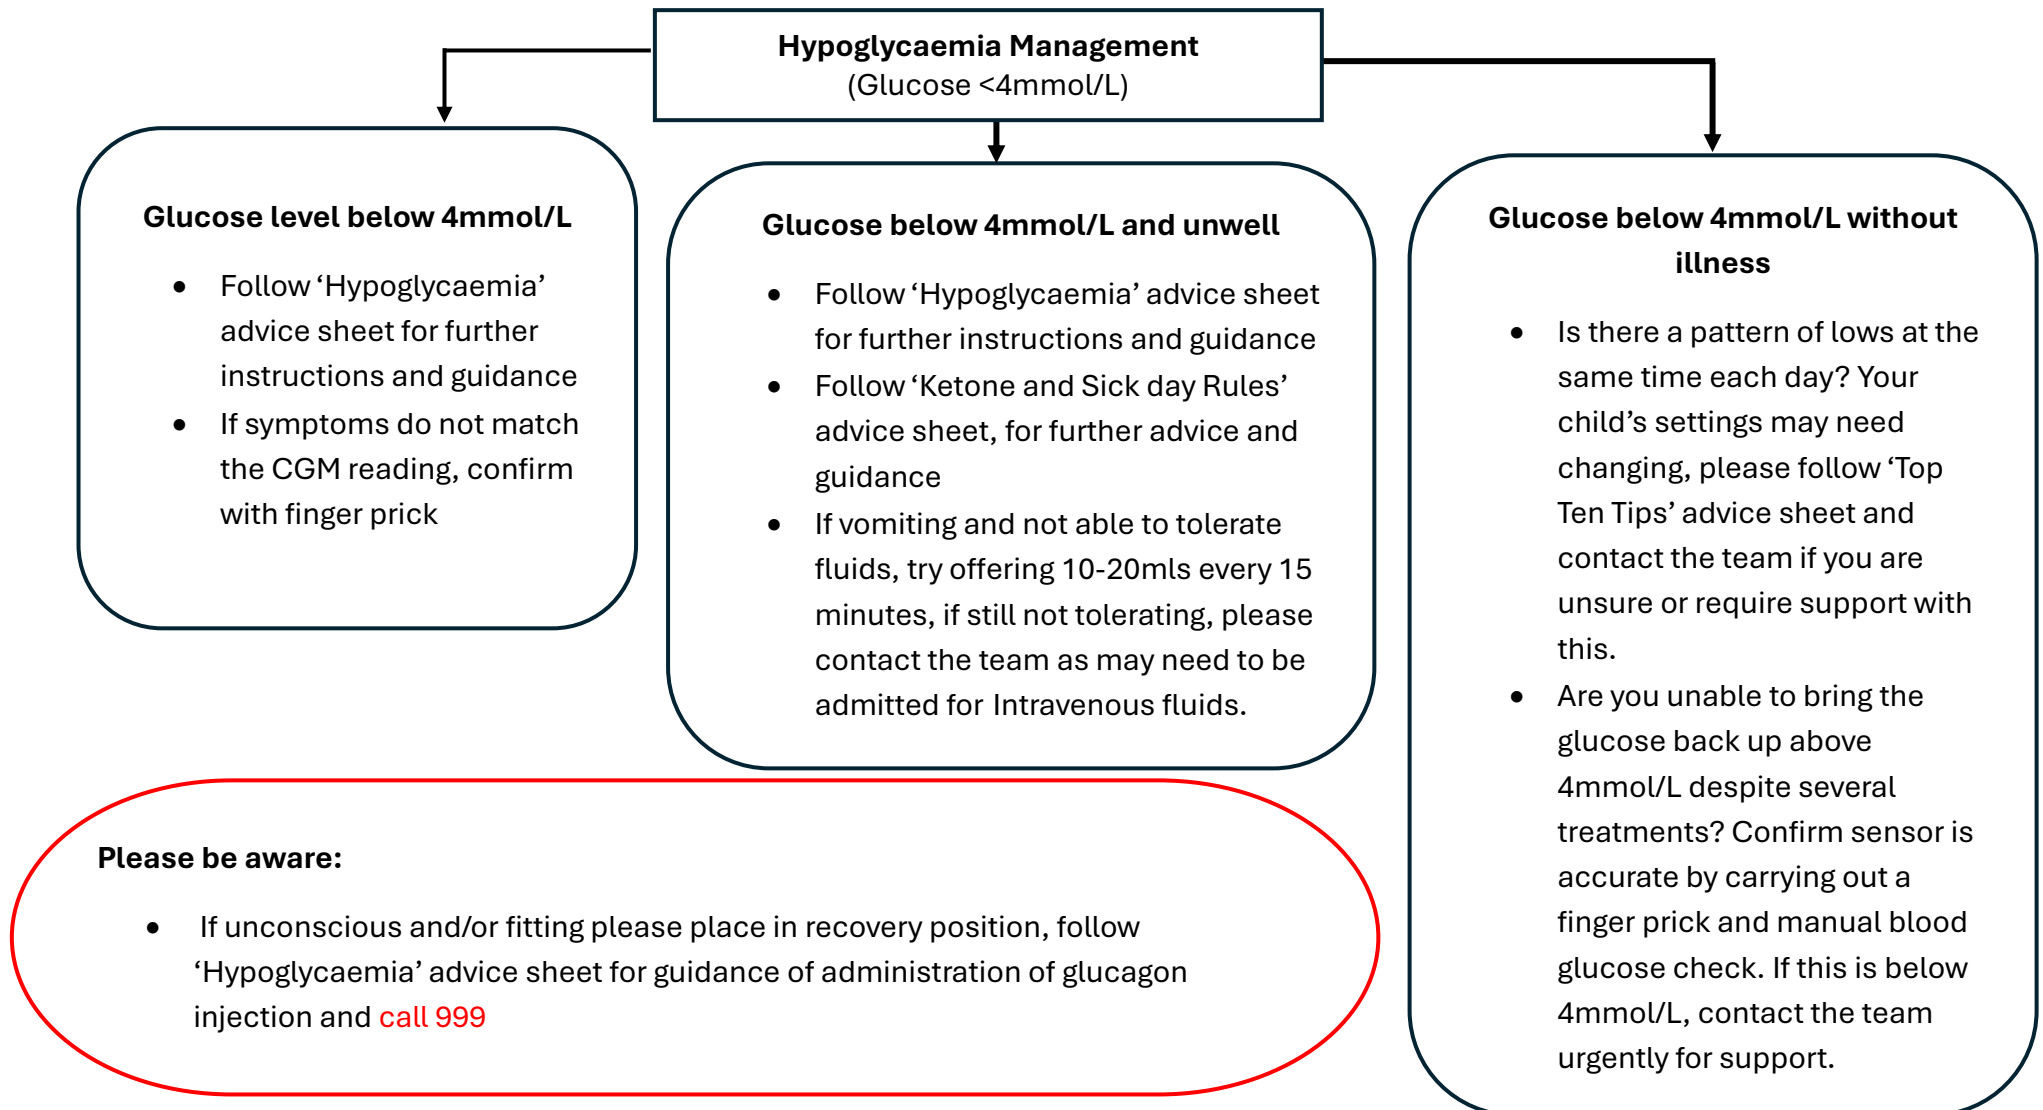 Hypoglycaemia Management
(Glucose <4mmol/L)
Glucose level below 4mmol/L
• Follow ‘Hypoglycaemia’
advice sheet for further
instructions and guidance
• If symptoms do not match
the CGM reading, confirm
with finger prick
Glucose below 4mmol/L and unwell
• Follow ‘Hypoglycaemia’ advice sheet
for further instructions and guidance
• Follow ‘Ketone and Sick day Rules’
advice sheet, for further advice and
guidance
• If vomiting and not able to tolerate
fluids, try offering 10-20mls every 15
minutes, if still not tolerating, please
contact the team as may need to be
admitted for Intravenous fluids.
Glucose below 4mmol/L without
illness
• Is there a pattern of lows at the
same time each day? Your
child’s settings may need
changing, please follow ‘Top
Ten Tips’ advice sheet and
contact the team if you are
unsure or require support with
this.
• Are you unable to bring the
glucose back up above
4mmol/L despite several
treatments? Confirm sensor is
accurate by carrying out a
finger prick and manual blood
glucose check. If this is below
4mmol/L, contact the team
urgently for support.
Please be aware:
• If unconscious and/or fitting please place in recovery position, follow
‘Hypoglycaemia’ advice sheet for guidance of administration of glucagon
injection and call 999